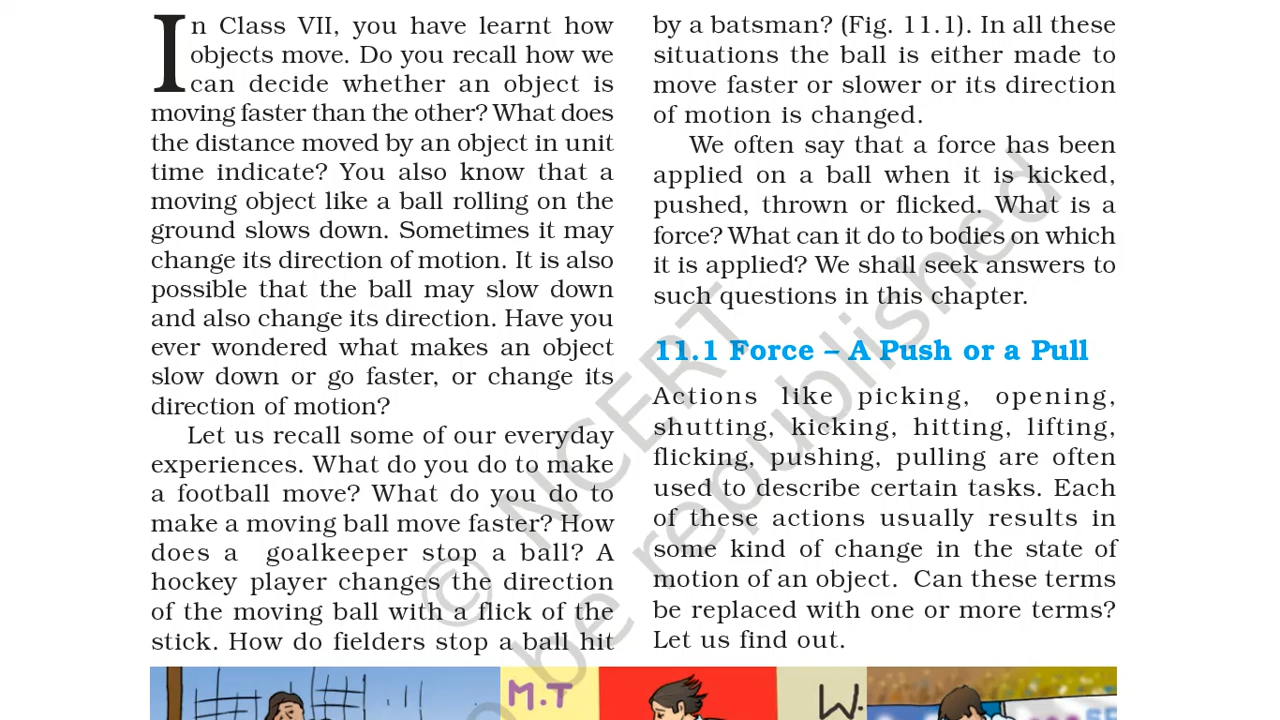 In Class VII, you have learnt how
objects move. Do you recall how we
can decide whether an object is
moving faster than the other? What does
the distance moved by an object in unit
time indicate? You also know that a
moving object like a ball rolling on the
ground slows down. Sometimes it may
change its direction of motion. It is also
possible that the ball may slow down
and also change its direction. Have you
ever wondered what makes an object
slow down or go faster, or change its
direction of motion?
Let us recall some of our everyday
experiences. What do you do to make
a football move? What do you do to
make a moving ball move faster? How
does a goalkeeper stop a ball? A
hockey player changes the direction
of the moving ball with a flick of the
stick. How do fielders stop a ball hit
by a batsman? (Fig. 11.1). In all these
situations the ball is either made to
move faster or slower or its direction
of motion is changed.
We often say that a force has been
applied on a ball when it is kicked,
pushed, thrown or flicked. What is a
force? What can it do to bodies on which
it is applied? We shall seek answers to
such questions in this chapter.
11.1 Force – A Push or a Pull
Actions like picking, opening,
shutting, kicking, hitting, lifting,
flicking, pushing, pulling are often
used to describe certain tasks. Each
of these actions usually results in
some kind of change in the state of
motion of an object. Can these terms
be replaced with one or more terms?
Let us find out.
© NCERT
be republished
M.T
W.